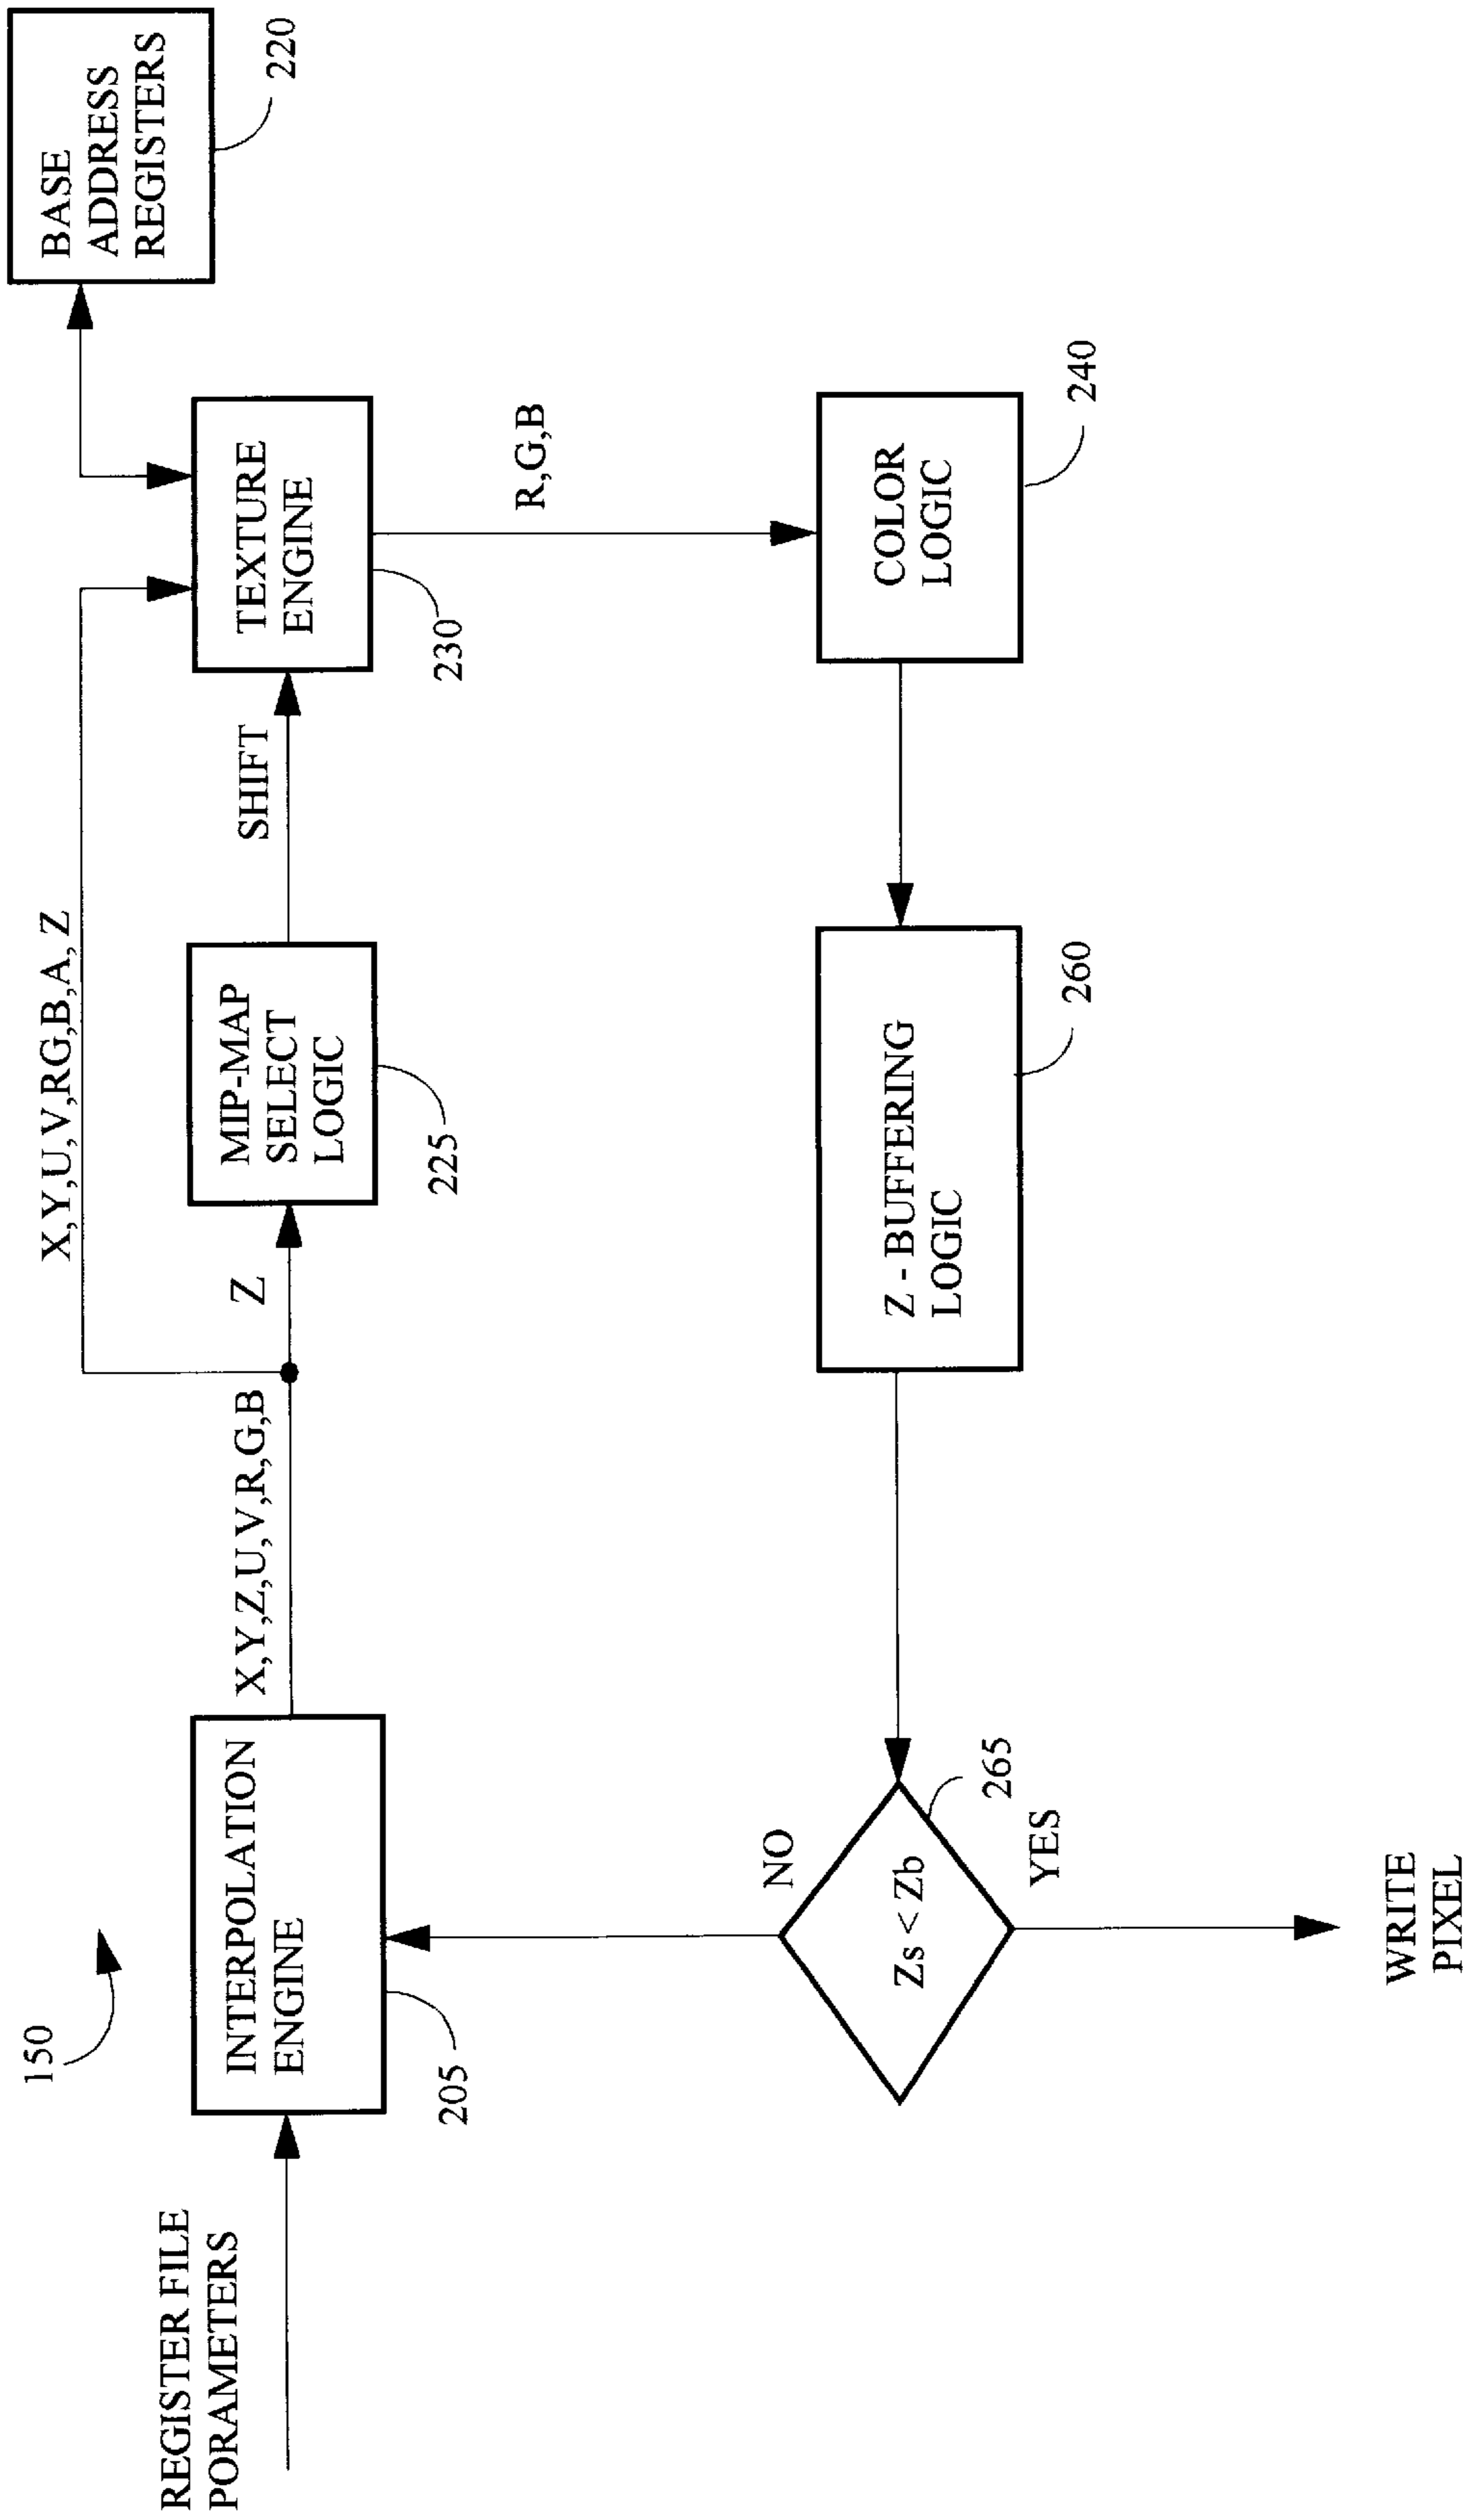 150
REGISTER FILE
PORAMETERS
INTERPOLATION
ENGINE
205
X,Y,Z,U,V,R,G,B
X,Y,U,V,RG,B,A,Z
Z
MIP-MAP
SELECT
LOGIC
225
SHIFT
TEXTURE
ENGINE
230
BASE
ADDRESS
REGISTERS
220
R,G,B
COLOR
LOGIC
240
Z - BUFFERING
LOGIC
260
Zs < Zb
265
NO
YES
WRITE
PIXEL